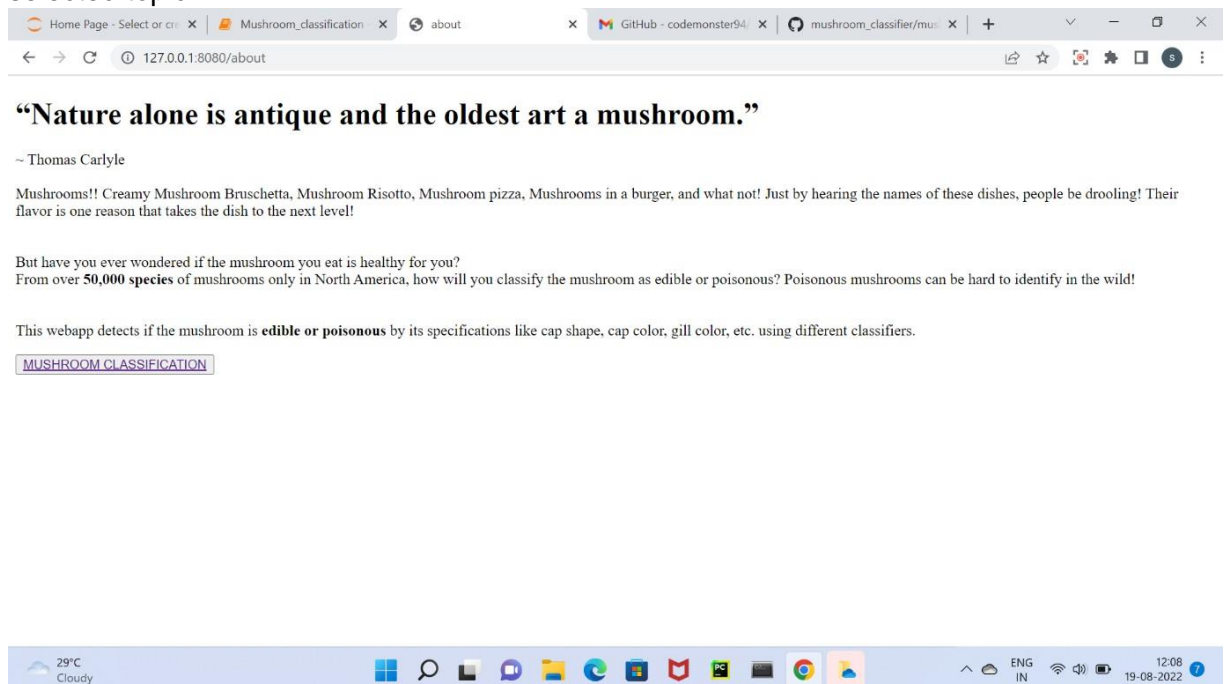 Home Page - Select or cre
Mushroom_classification
about
GitHub - codemonster94/
mushroom_classifier/mus
127.0.0.1:8080/about
S
“Nature alone is antique and the oldest art a mushroom.”
~ Thomas Carlyle
Mushrooms!! Creamy Mushroom Bruschetta, Mushroom Risotto, Mushroom pizza, Mushrooms in a burger, and what not! Just by hearing the names of these dishes, people be drooling! Their
flavor is one reason that takes the dish to the next level!
But have you ever wondered if the mushroom you eat is healthy for you?
From over 50,000 species of mushrooms only in North America, how will you classify the mushroom as edible or poisonous? Poisonous mushrooms can be hard to identify in the wild!
This webapp detects if the mushroom is edible or poisonous by its specifications like cap shape, cap color, gill color, etc. using different classifiers.
MUSHROOM CLASSIFICATION
29°C
Cloudy
PC
ENG
IN
12:08
19-08-2022
7